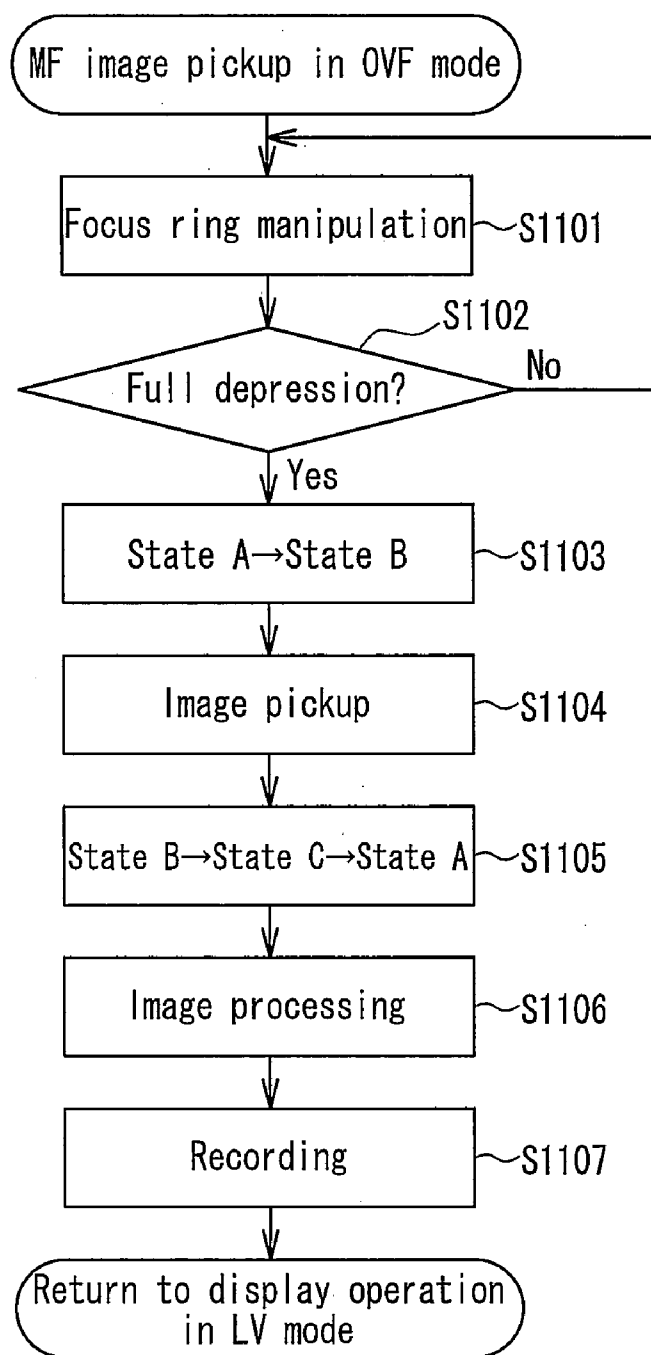 MF image pickup in OVF mode
Focus ring manipulation
S1101
S1102
Full depression?
No
Yes
State A→State B
S1103
Image pickup
S1104
State B→State C→State A
S1105
Image processing
S1106
Recording
S1107
Return to display operation
in LV mode